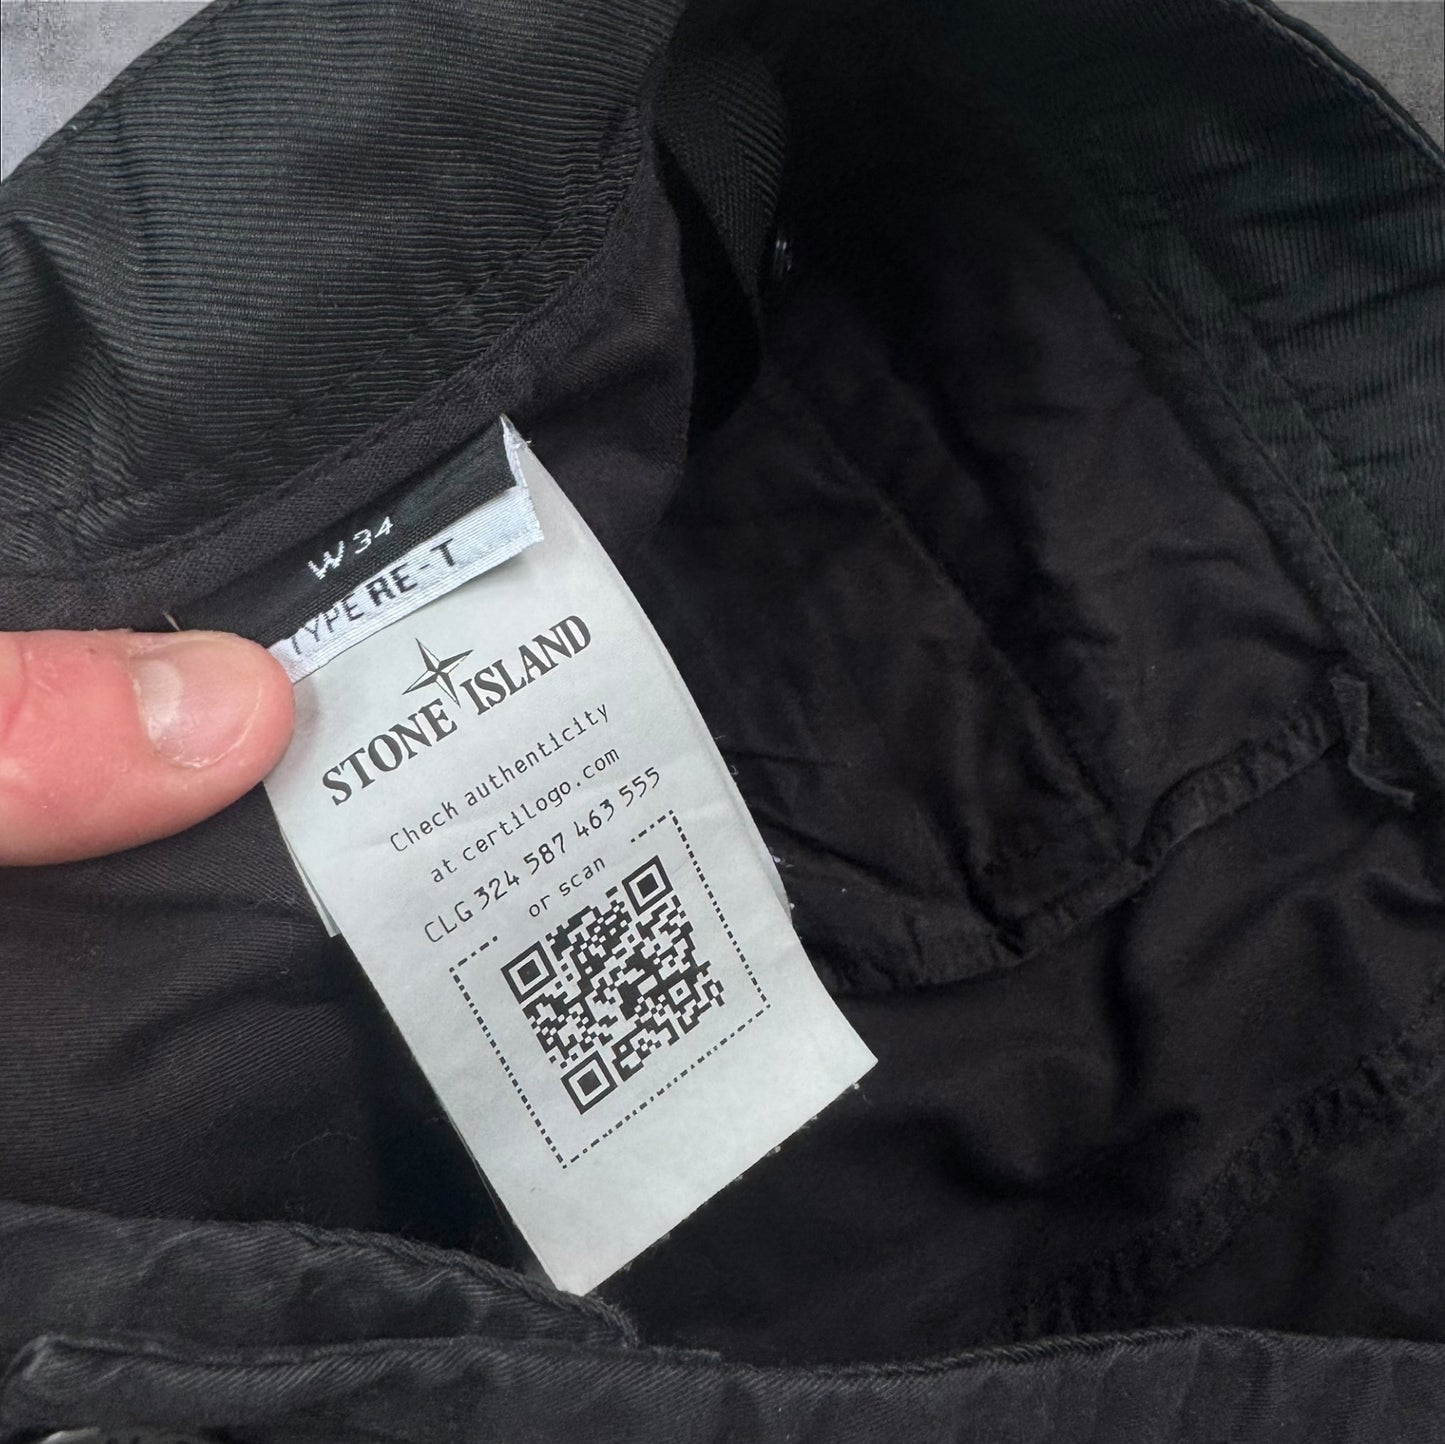 W34
TYPE RE-T
STONE ISLAND
Check authenticity
at certilogo.com
CLG 324 587 463 555
or scan